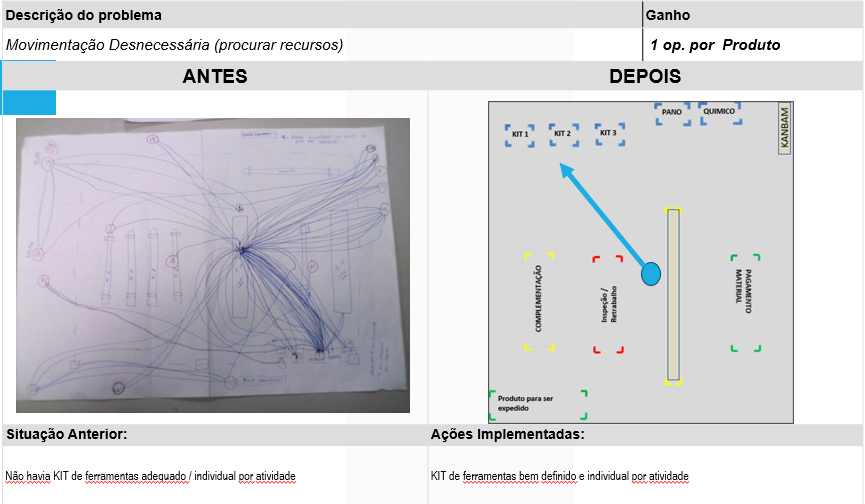 Descrição do problema
Ganho
Movimentação Desnecessária (procurar recursos)
1 op. por Produto
ANTES
DEPOIS
KIT 1
KIT 2
KIT 3
PANO
QUIMICO
KANBAM
COMPLEMENTAÇÃO
Inspeção /
Retrabalho
PAGAMENTO
MATERIAL
Produto para ser
expedido
Situação Anterior:
Ações Implementadas:
Não havia KIT de ferramentas adequado / individual por atividade
KIT de ferramentas bem definido e individual por atividade